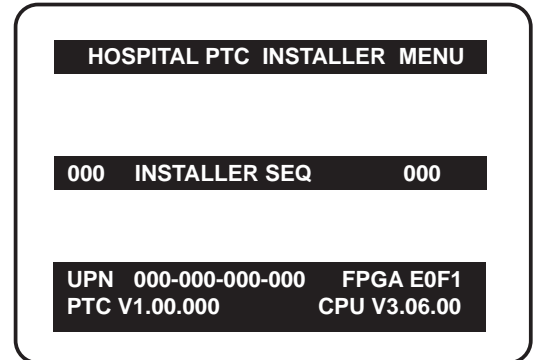 HOSPITAL PTC INSTALLER MENU
000 INSTALLER SEQ 000
UPN 000-000-000-000 FPGA E0F1
PTC V1.00.000 CPU V3.06.00